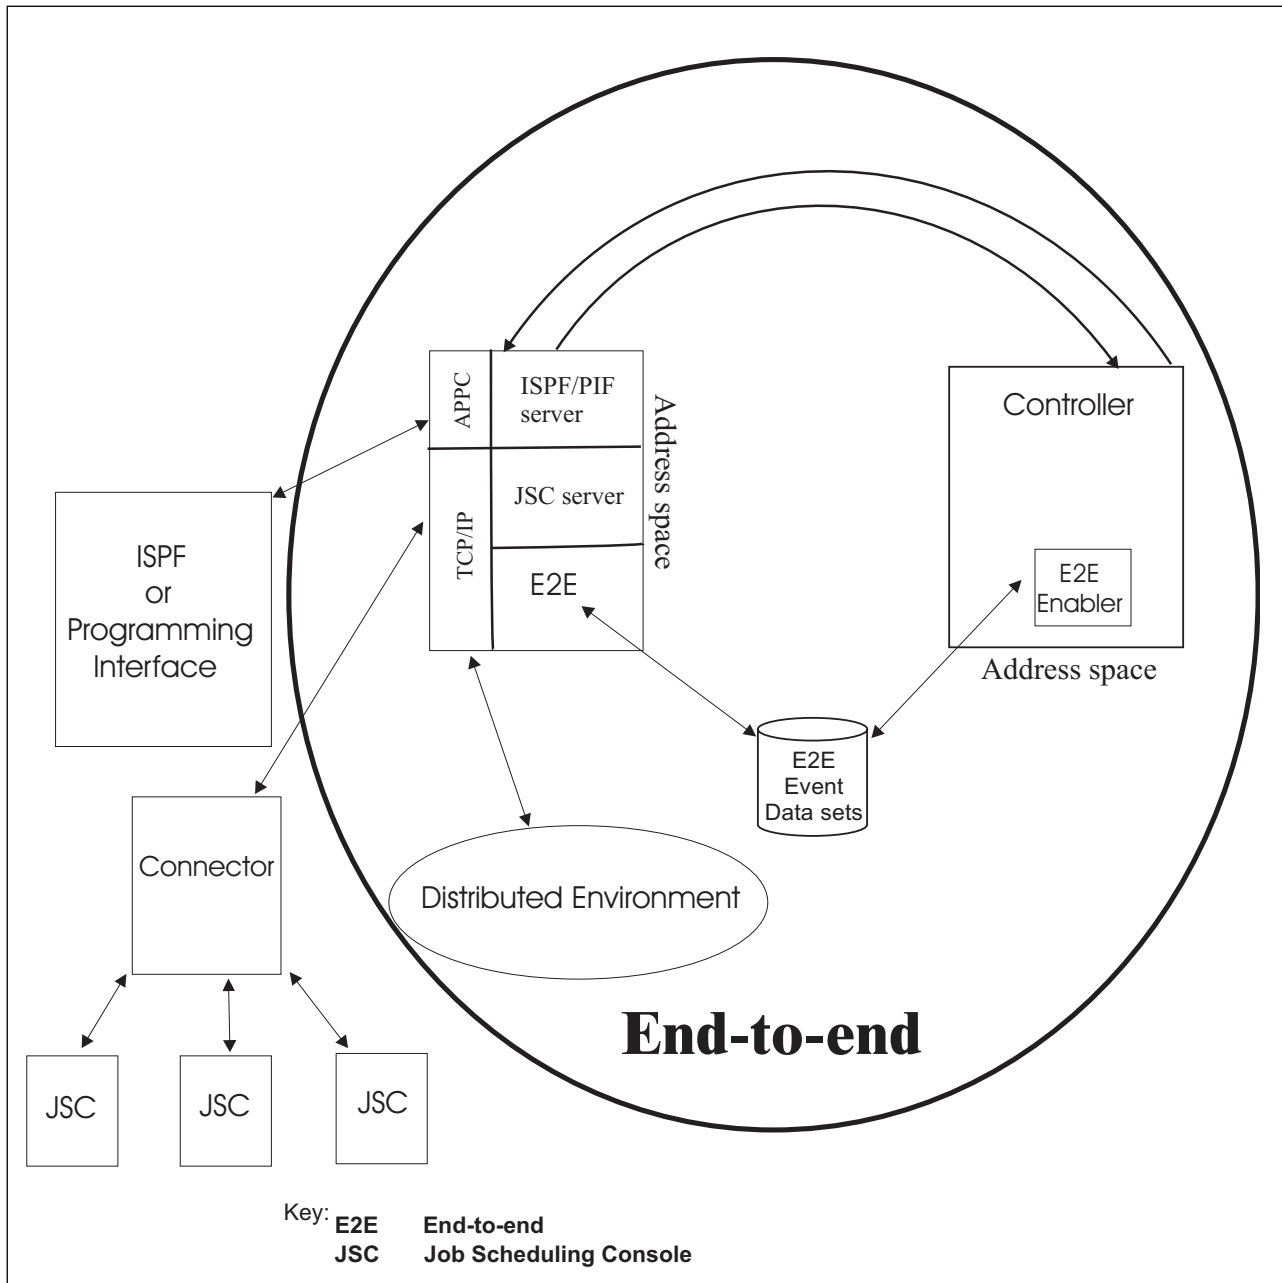 APPC
ISPF/PIF
server
Address space
Controller
JSC server
TCP/IP
E2E
ISPF
or
Programming
Interface
E2E
Enabler
Address space
E2E
Event
Data sets
Connector
Distributed Environment
End-to-end
JSC
JSC
JSC
Key:
E2E End-to-end
JSC Job Scheduling Console